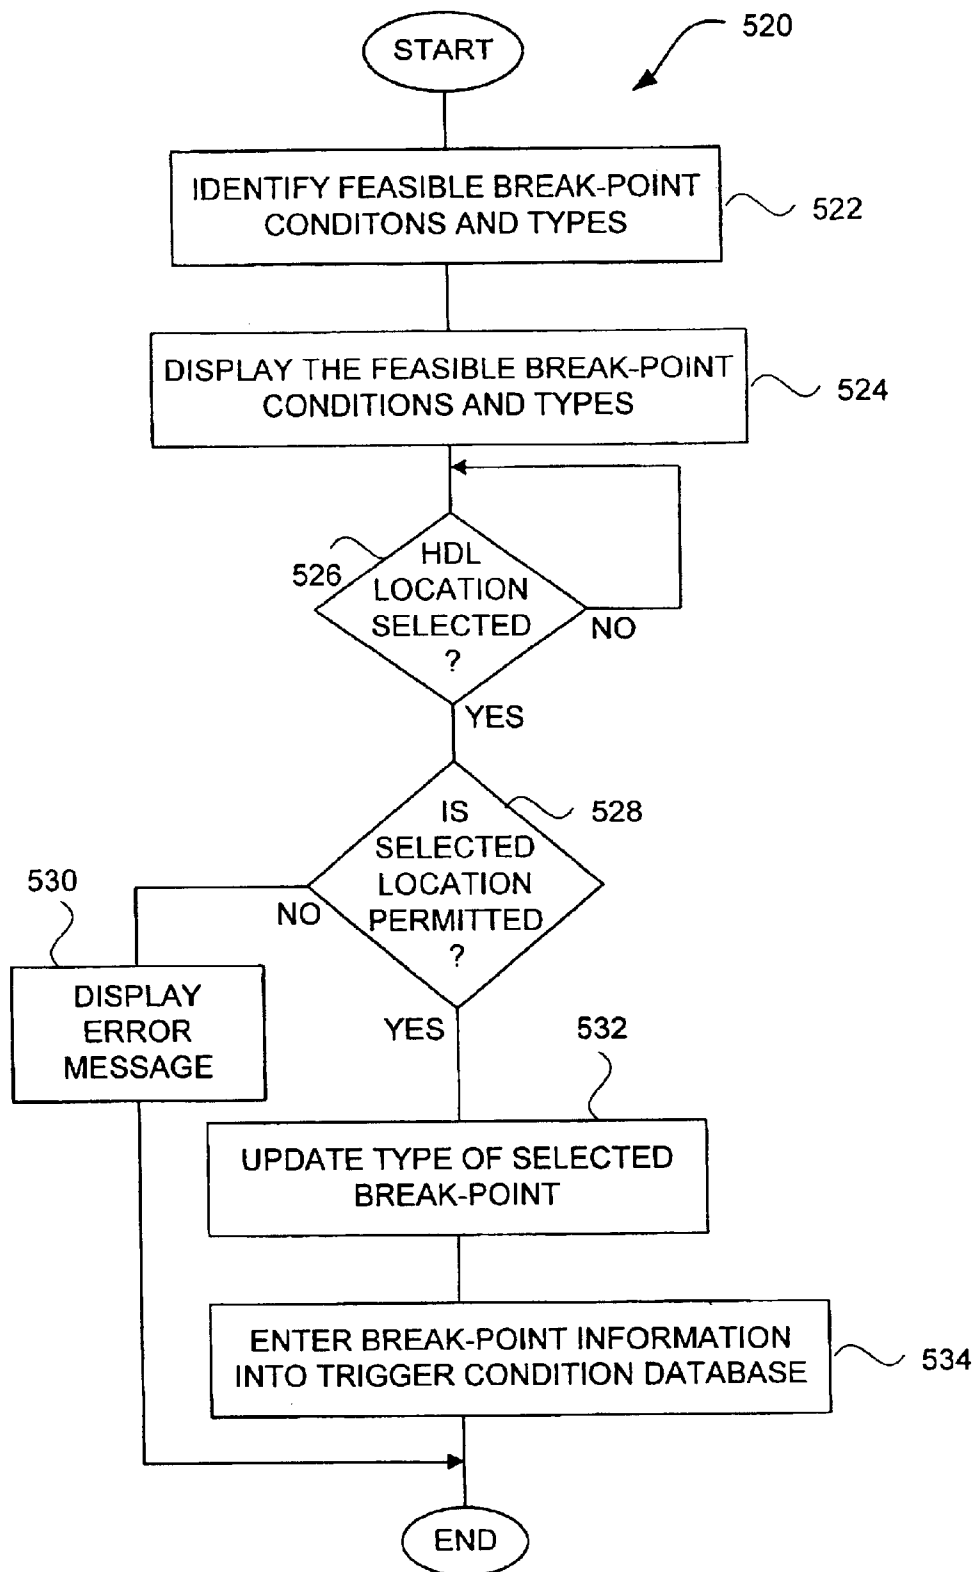 520
START
IDENTIFY FEASIBLE BREAK-POINT
CONDITONS AND TYPES
522
DISPLAY THE FEASIBLE BREAK-POINT
CONDITIONS AND TYPES
524
526
HDL
LOCATION
SELECTED
?
NO
YES
528
IS
SELECTED
LOCATION
PERMITTED
?
NO
530
DISPLAY
ERROR
MESSAGE
YES
532
UPDATE TYPE OF SELECTED
BREAK-POINT
ENTER BREAK-POINT INFORMATION
INTO TRIGGER CONDITION DATABASE
534
END